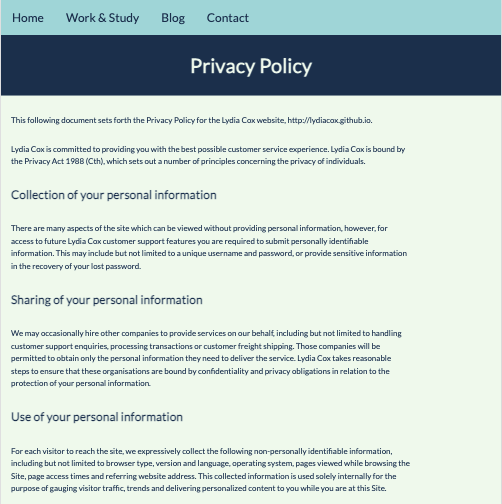 Home Work & Study Blog Contact
Privacy Policy
This following document sets forth the Privacy Policy for the Lydia Cox website, http://lydiacox.github.io.
Lydia Cox is committed to providing you with the best possible customer service experience. Lydia Cox is bound by
the Privacy Act 1988 (Cth), which sets out a number of principles concerning the privacy of individuals.
Collection of your personal information
There are many aspects of the site which can be viewed without providing personal information, however, for
access to future Lydia Cox customer support features you are required to submit personally identifiable
information. This may include but not limited to a unique username and password, or provide sensitive information
in the recovery of your lost password.
Sharing of your personal information
We may occasionally hire other companies to provide services on our behalf, including but not limited to handling
customer support enquiries, processing transactions or customer freight shipping. Those companies will be
permitted to obtain only the personal information they need to deliver the service. Lydia Cox takes reasonable
steps to ensure that these organisations are bound by confidentiality and privacy obligations in relation to the
protection of your personal information.
Use of your personal information
For each visitor to reach the site, we expressively collect the following non-personally identifiable information,
including but not limited to browser type, version and language, operating system, pages viewed while browsing the
Site, page access times and referring website address. This collected information is used solely internally for the
purpose of gauging visitor traffic, trends and delivering personalized content to you while you are at this Site.